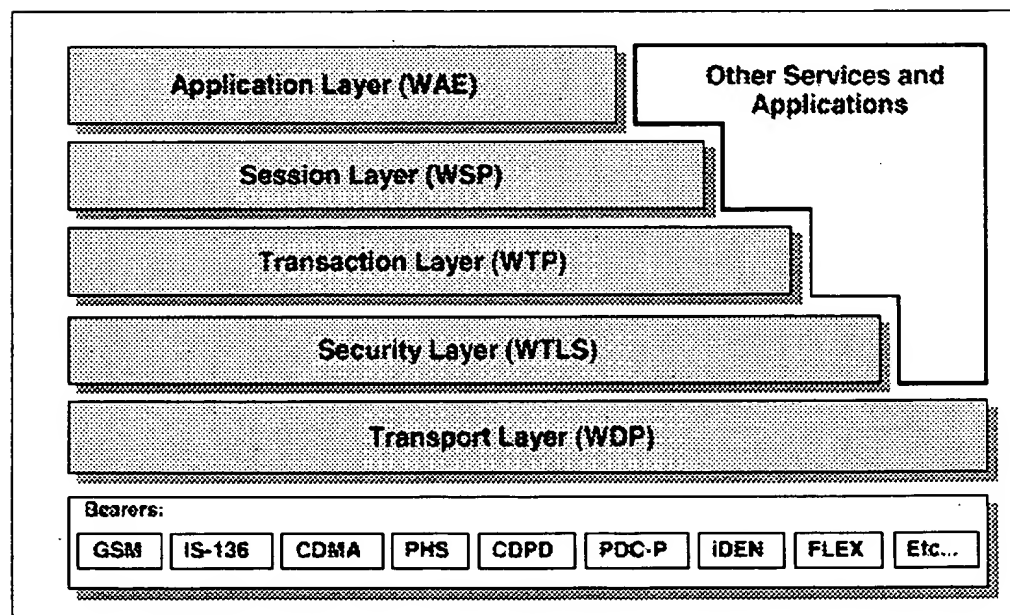 Application Layer (WAE)
Other Services and
Applications
Session Layer (WSP)
Transaction Layer (WTP)
Security Layer (WTLS)
Transport Layer (WDP)
Bearers:
GSM IS-136 CDMA PHS CDPD PDC-P iDEN FLEX Etc...